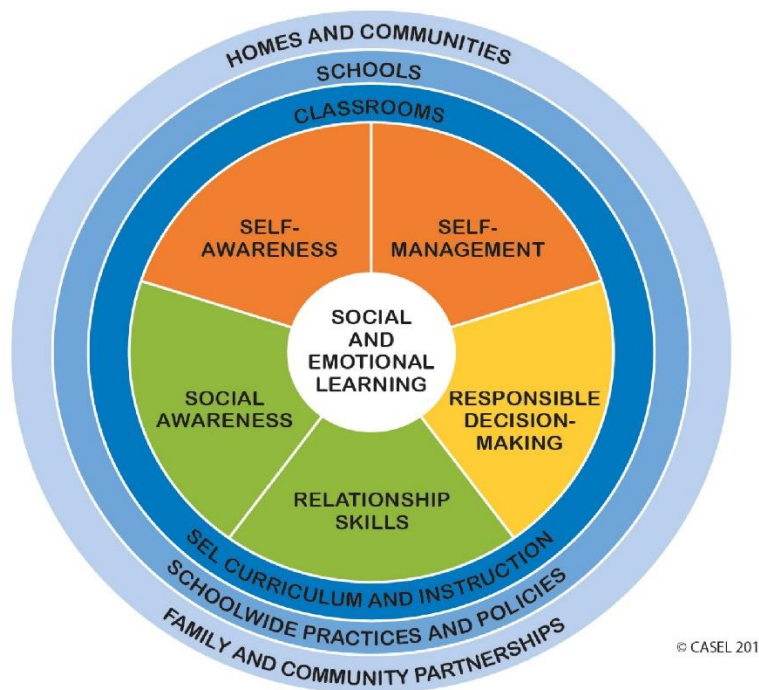 HOMES AND COMMUNITIES
SCHOOLS
CLASSROOMS
SELF-
AWARENESS
SELF-
MANAGEMENT
SOCIAL
AND
EMOTIONAL
LEARNING
SOCIAL
AWARENESS
RESPONSIBLE
DECISION-
MAKING
RELATIONSHIP
SKILLS
SEL CURRICULUM AND INSTRUCTION
SCHOOLWIDE PRACTICES AND POLICIES
FAMILY AND COMMUNITY PARTNERSHIPS
© CASEL 201